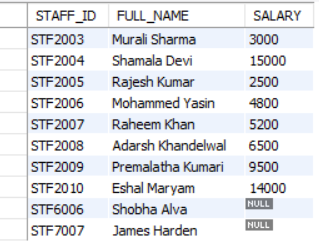 STAFF_ID FULL_NAME SALARY
STF2003 Murali Sharma 3000
STF2004 Shamala Devi 15000
STF2005 Rajesh Kumar 2500
STF2006 Mohammed Yasin 4800
STF2007 Raheem Khan 5200
STF2008 Adarsh Khandelwal 6500
STF2009 Premalatha Kumari 9500
STF2010 Eshal Maryam 14000
STF6006 Shobha Alva NULL
STF7007 James Harden NULL